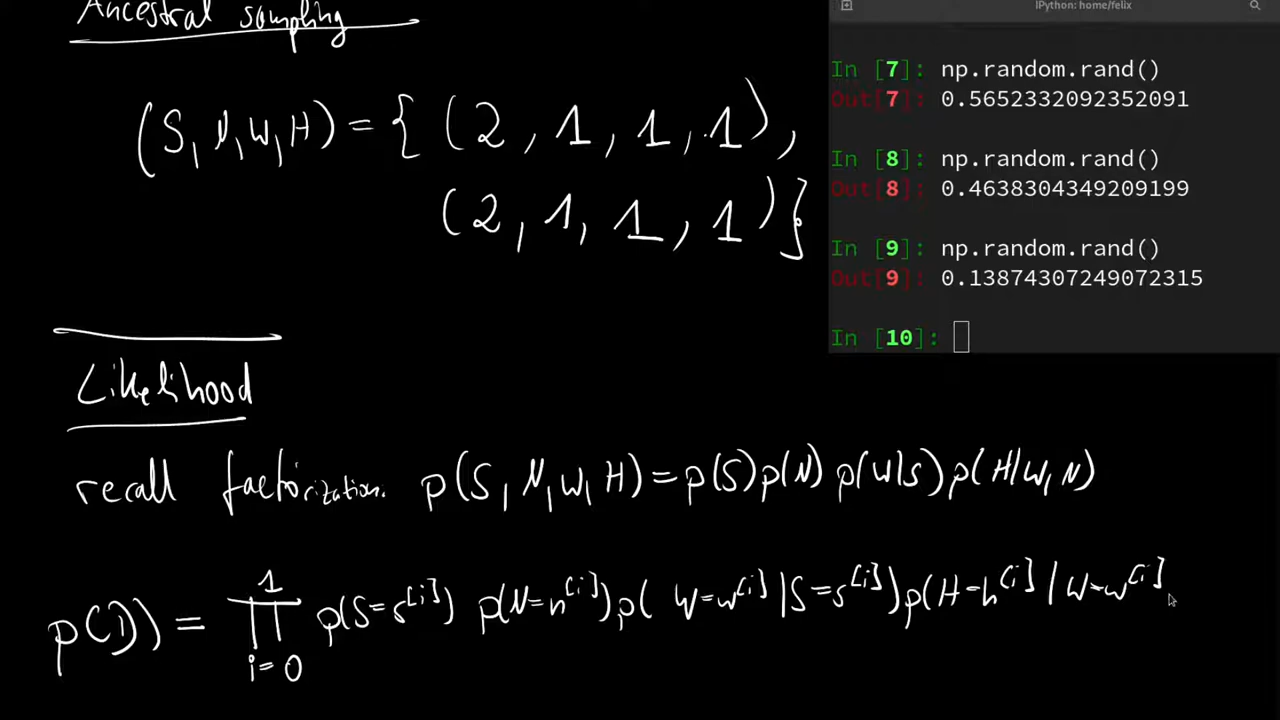 Ancestral sampling
(S, N, W, H) = { (2, 1, 1, 1),
(2, 1, 1, 1) }
IPython: home/felix
In [7]: np.random.rand()
Out[7]: 0.5652332092352091
In [8]: np.random.rand()
Out[8]: 0.4638304349209199
In [9]: np.random.rand()
Out[9]: 0.13874307249072315
In [10]:
Likelihood
recall factorization: p(S, N, W, H) = p(S) p(N) p(W|S) p(H|W, N)
p(D) = ∏_{i=0}^{1} p(S=s^{[i]}) p(N=n^{[i]}) p( W=w^{[i]} | S=s^{[i]}) p(H=h^{[i]} | W=w^{[i]}